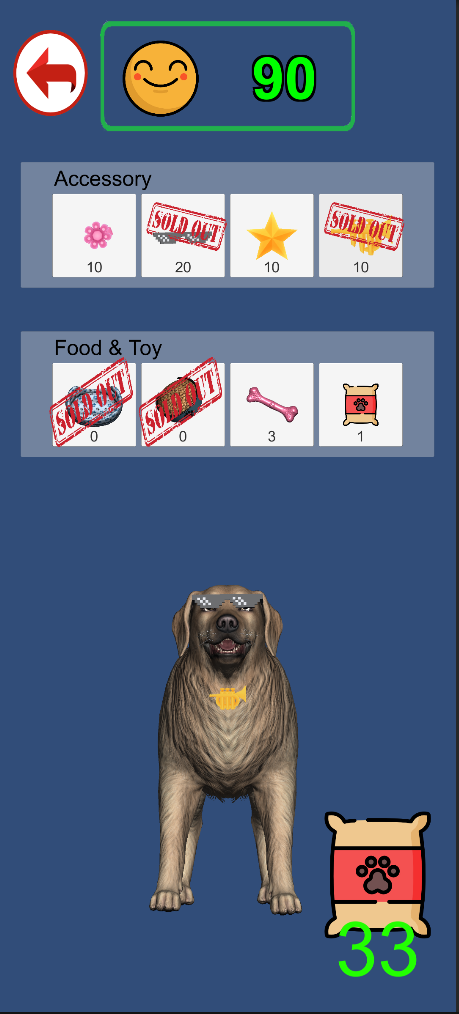 90
Accessory
SOLD OUT SOLD OUT
10 20 10 10
Food & Toy
SOLD OUT SOLD OUT
0 0 3 1
33